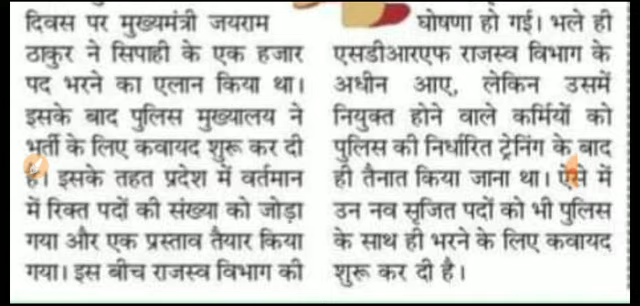 दिवस पर मुख्यमंत्री जयराम
ठाकुर ने सिपाही के एक हजार
पद भरने का एलान किया था।
इसके बाद पुलिस मुख्यालय ने
भर्ती के लिए कवायद शुरू कर दी
है। इसके तहत प्रदेश में वर्तमान
में रिक्त पदों की संख्या को जोड़ा
गया और एक प्रस्ताव तैयार किया
गया। इस बीच राजस्व विभाग की
घोषणा हो गई। भले ही
एसडीआरएफ राजस्व विभाग के
अधीन आए, लेकिन उसमें
नियुक्त होने वाले कर्मियों को
पुलिस की निर्धारित ट्रेनिंग के बाद
ही तैनात किया जाना था। ऐसे में
उन नव सृजित पदों को भी पुलिस
के साथ ही भरने के लिए कवायद
शुरू कर दी है।